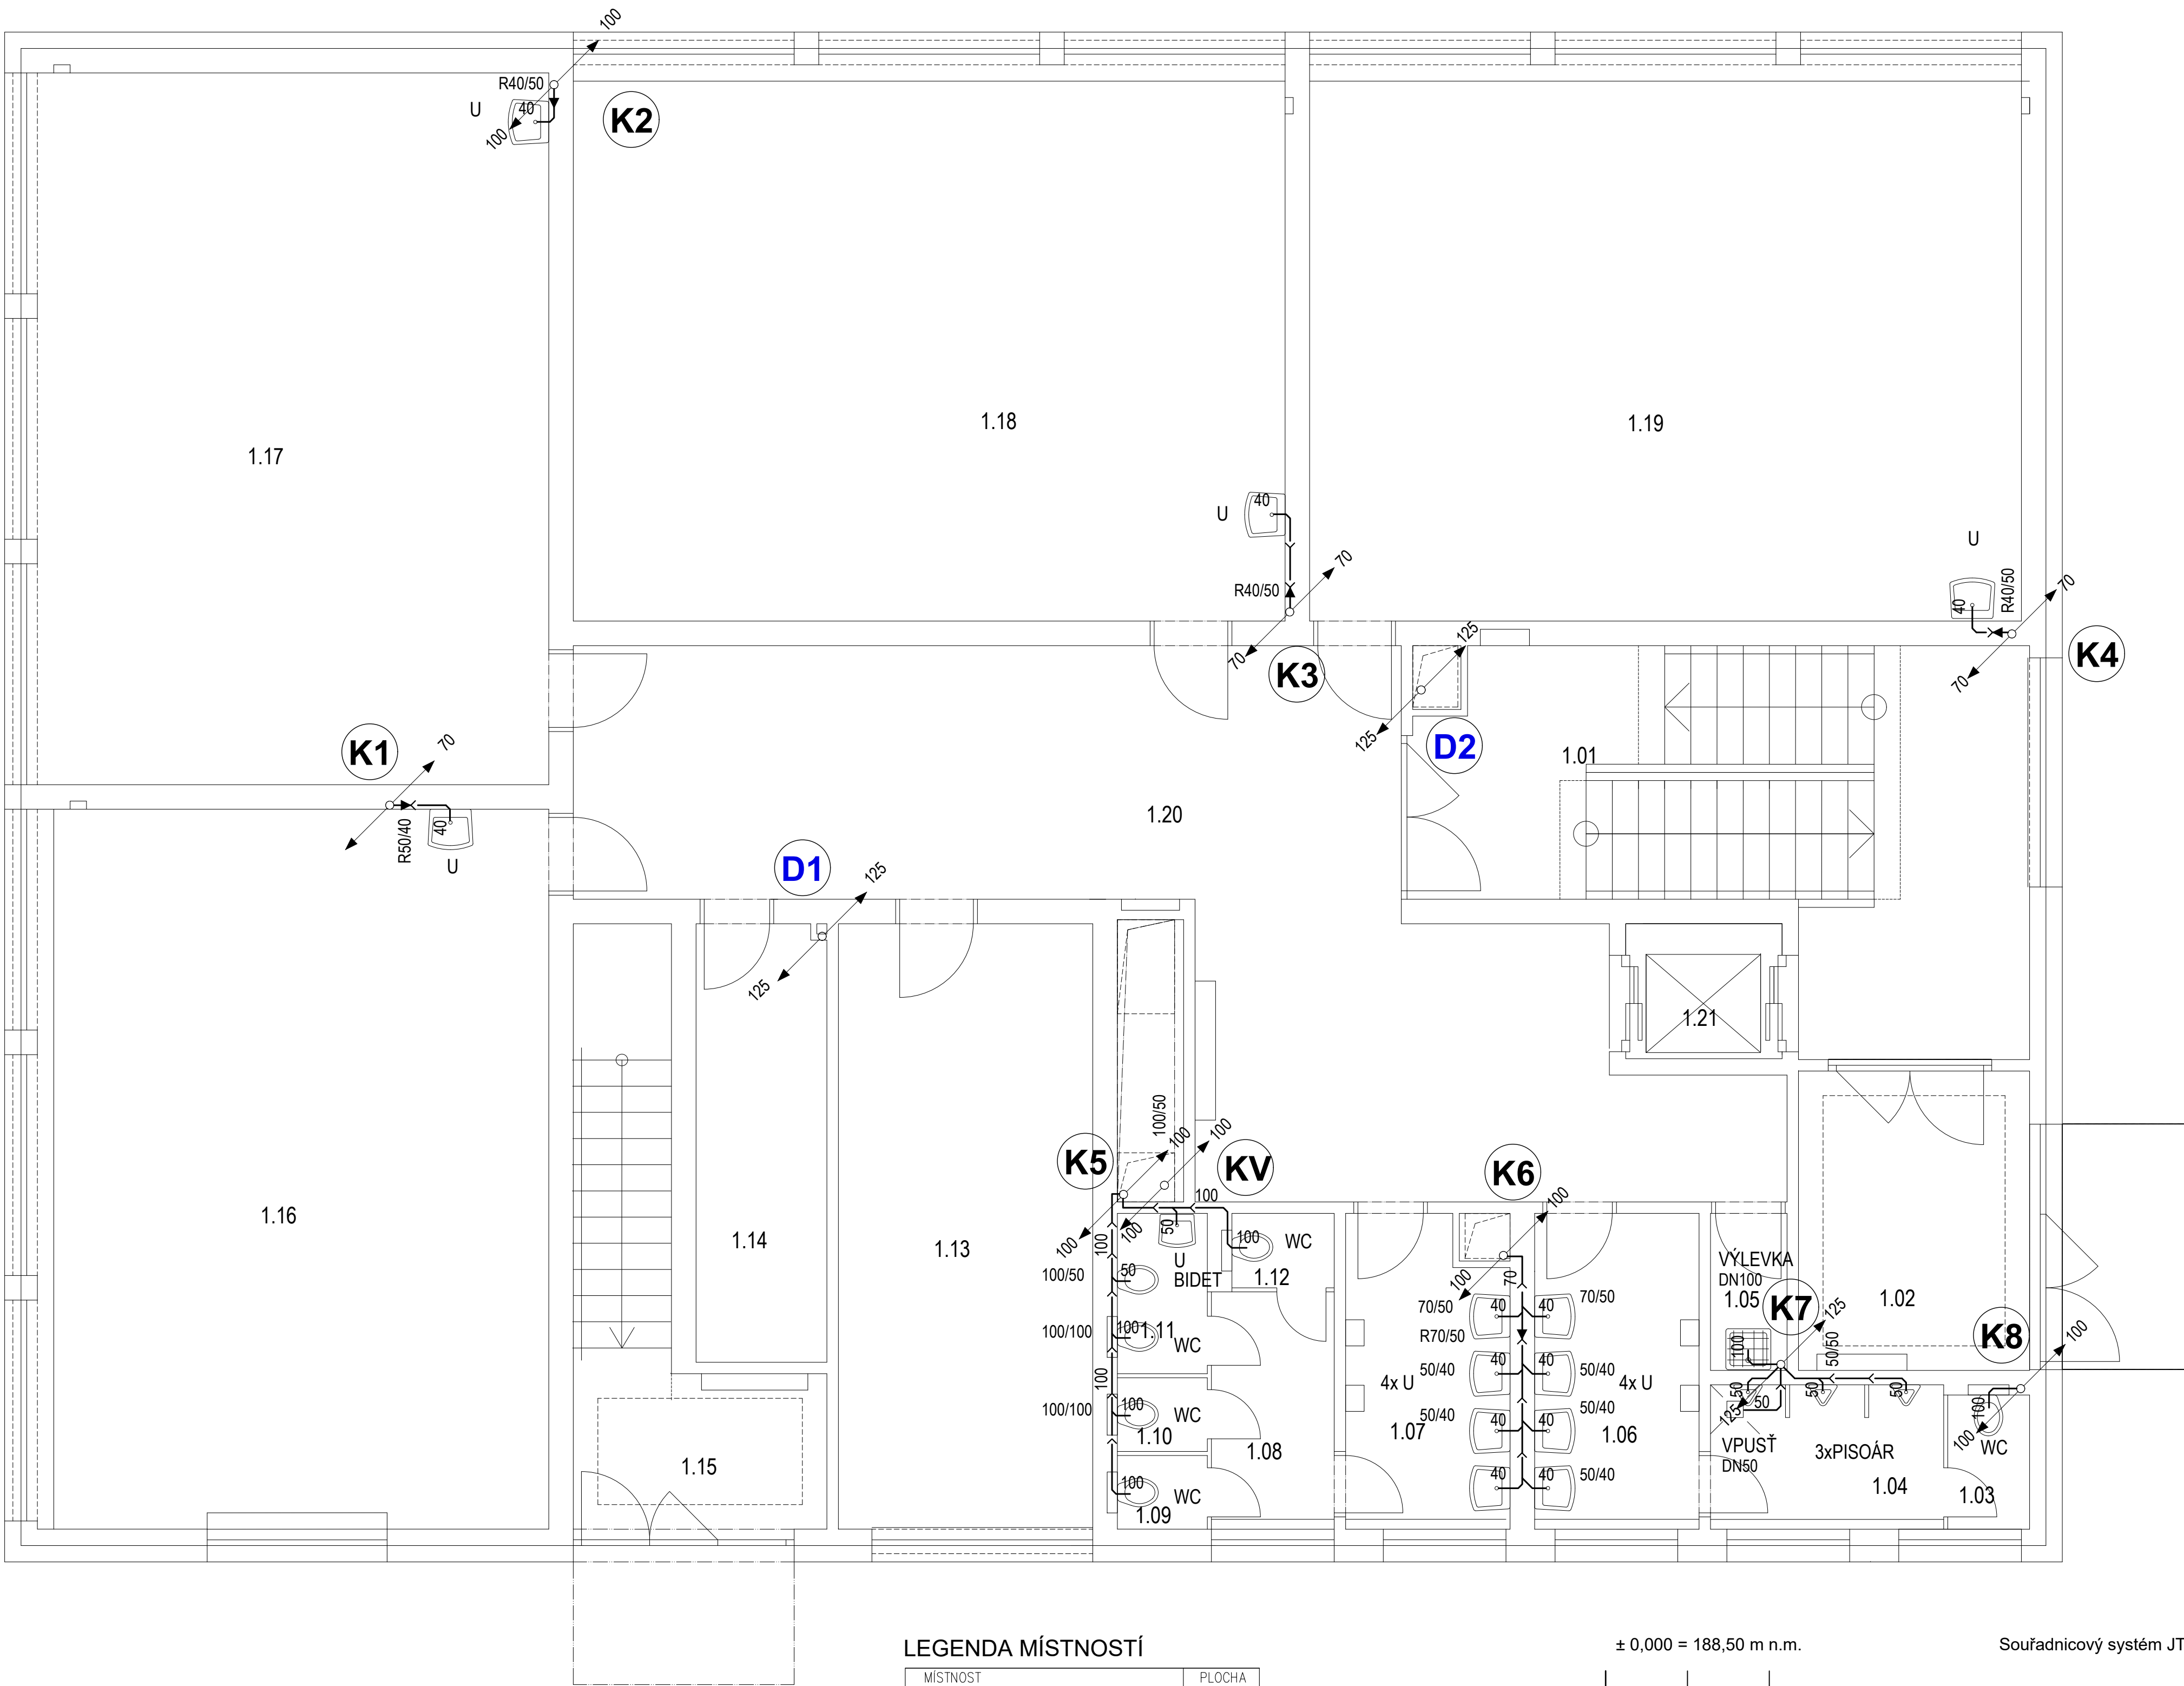 100
R40/50
U
40
100
K2
1.17
1.18
1.19
U
40
R40/50
70
70
K3
U
40
R40/50
70
70
K4
125
125
D2
1.01
K1
70
R50/40
40
U
1.20
D1
125
125
1.21
1.16
1.14
1.13
1.15
100/50
K5
100
100
KV
100
100
100
50
U
BIDET
100
WC
1.12
100
100/50
50
100/100
100
1.11
WC
100
100/100
100
WC
1.10
1.08
100
WC
1.09
K6
100
100
70
70/50
40
40
70/50
R70/50
50/40
40
40
50/40
4x U
4x U
50/40
40
40
50/40
1.07
1.06
40
40
50/40
VÝLEVKA
DN100
1.05
K7
125
1.02
100
50/50
K8
100
50
50
50
50
125
100
100
VPUSŤ
DN50
3xPISOÁR
WC
1.04
1.03
LEGENDA MÍSTNOSTÍ
± 0,000 = 188,50 m n.m.
Souřadnicový systém JT
MÍSTNOST
PLOCHA